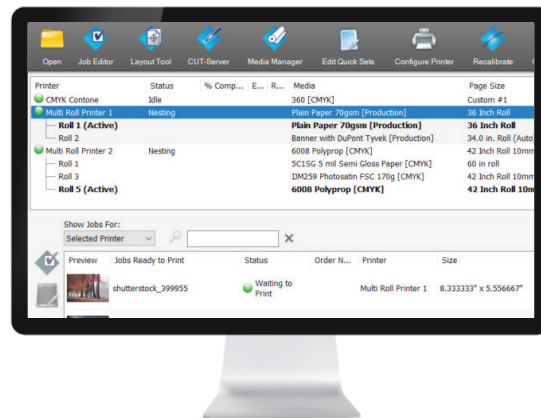 Open Job Editor Layout Tool CUT-Server Media Manager Edit Quick Sets Configure Printer Recalibrate
Printer Status % Comp... E... R... Media Page Size
CMYK Contone Idle 360 [CMYK] Custom #1
Multi Roll Printer 1 Nesting Plain Paper 70gsm [Production] 36 Inch Roll
Roll 1 (Active) Plain Paper 70gsm [Production] 36 Inch Roll
Roll 2 Banner with DuPont Tyvek [Production] 34.0 in. Roll (Auto
Multi Roll Printer 2 Nesting 6008 Polyprop [CMYK] 42 Inch Roll 10mm
Roll 1 5C1SG 5 mil Semi Gloss Paper [CMYK] 60 in roll
Roll 3 IJM259 Photosatin FSC 170g [CMYK] 42 Inch Roll 10mm
Roll 5 (Active) 6008 Polyprop [CMYK] 42 Inch Roll 10m
Show Jobs For:
Selected Printer
Preview Jobs Ready to Print Status Order N... Printer Size
shutterstock_399955 Waiting to Print Multi Roll Printer 1 8.333333" x 5.556667"